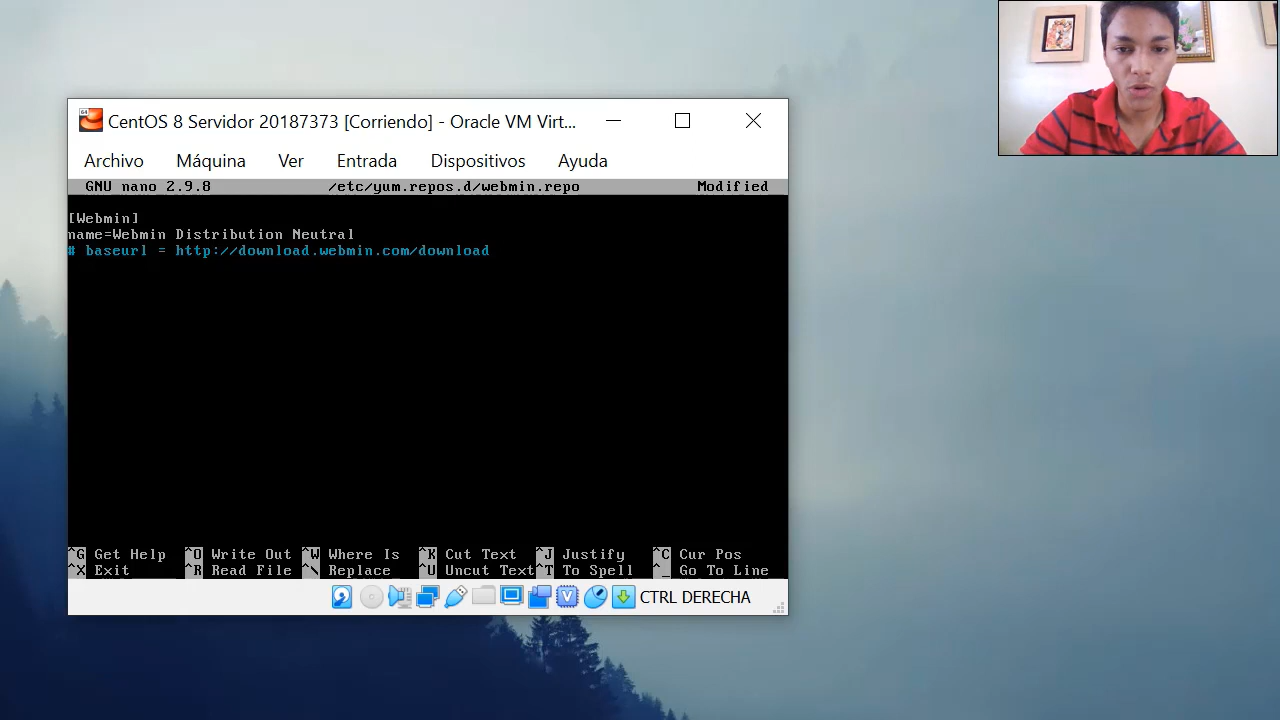 CentOS 8 Servidor 20187373 [Corriendo] - Oracle VM Virt...
Archivo Máquina Ver Entrada Dispositivos Ayuda
GNU nano 2.9.8 /etc/yum.repos.d/webmin.repo Modified
[Webmin]
name=Webmin Distribution Neutral
# baseurl = http://download.webmin.com/download
^G Get Help ^O Write Out ^W Where Is ^K Cut Text ^J Justify ^C Cur Pos
^X Exit ^R Read File ^\ Replace ^U Uncut Text ^T To Spell ^_ Go To Line
CTRL DERECHA